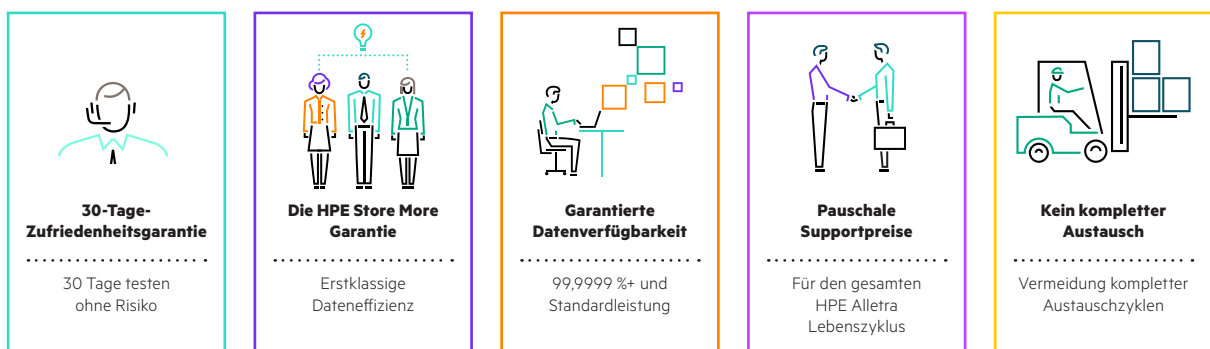 30-Tage-
Zufriedenheitsgarantie
30 Tage testen
ohne Risiko
Die HPE Store More
Garantie
Erstklassige
Dateneffizienz
Garantierte
Datenverfügbarkeit
99,9999 %+ und
Standardleistung
Pauschale
Supportpreise
Für den gesamten
HPE Alletra
Lebenszyklus
Kein kompletter
Austausch
Vermeidung kompletter
Austauschzyklen